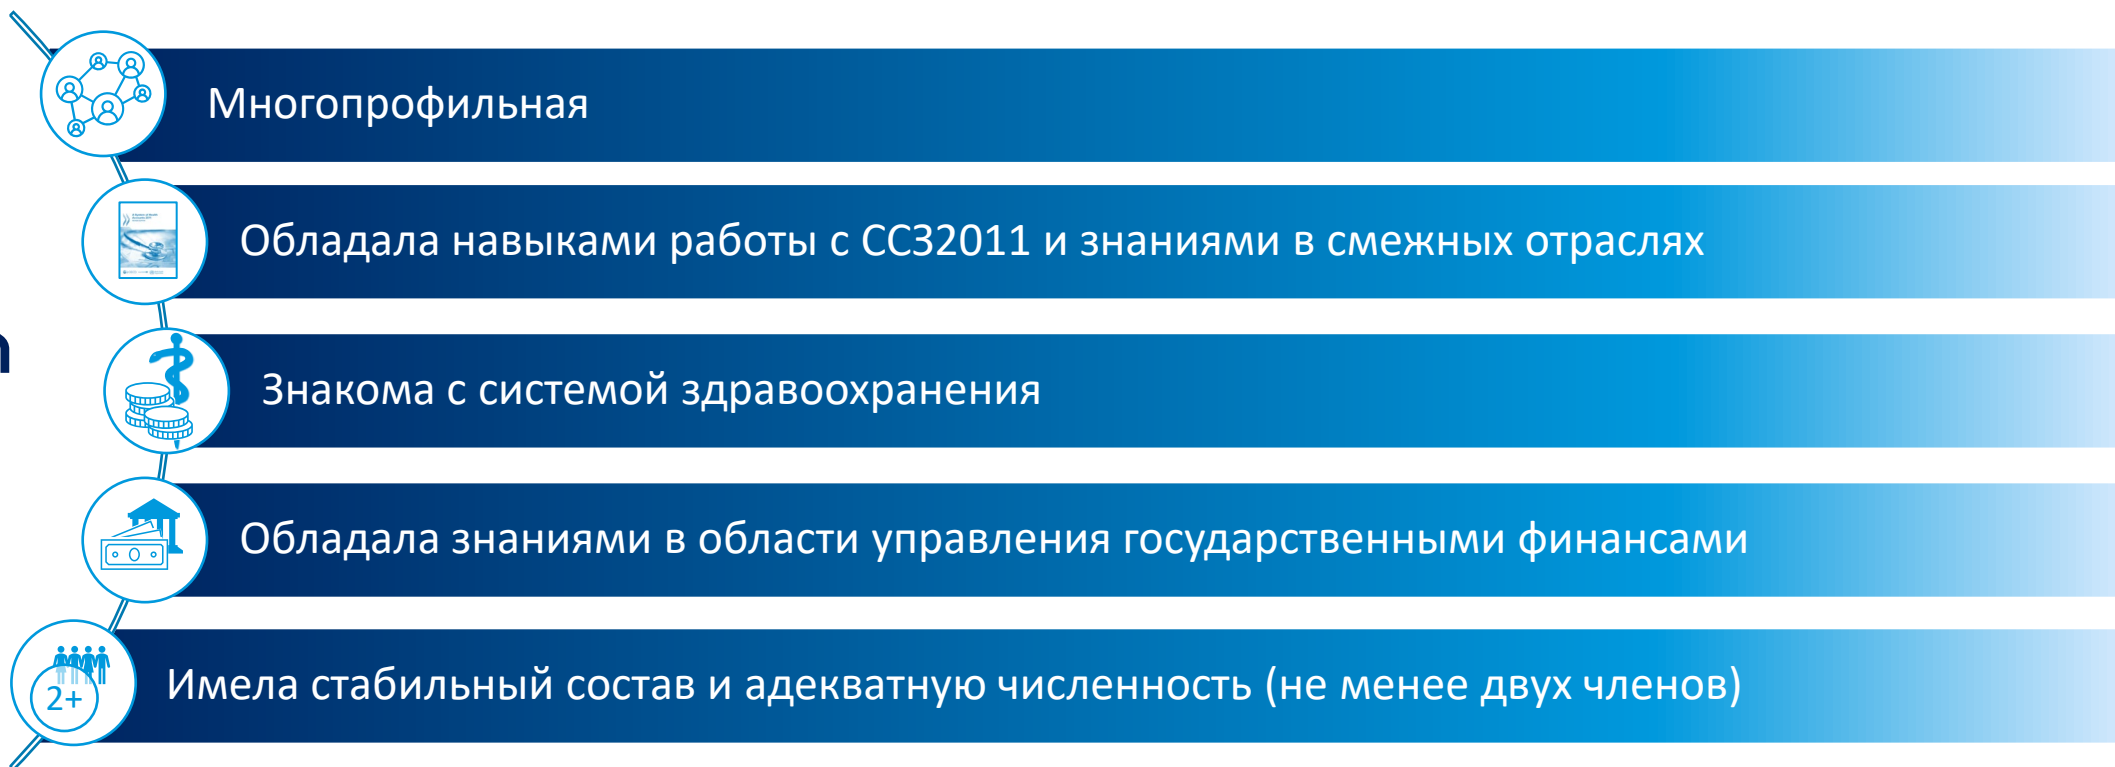 Многопрофильная
Обладала навыками работы с ССЗ2011 и знаниями в смежных отраслях
Знакома с системой здравоохранения
Обладала знаниями в области управления государственными финансами
2+
Имела стабильный состав и адекватную численность (не менее двух членов)